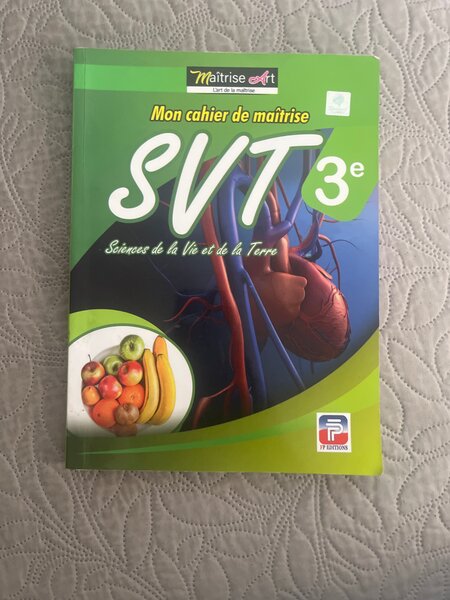 Maîtrise Art
L'art de la maîtrise
Mon cahier de maîtrise
SVT 3e
Sciences de la Vie et de la Terre
FP EDITIONS